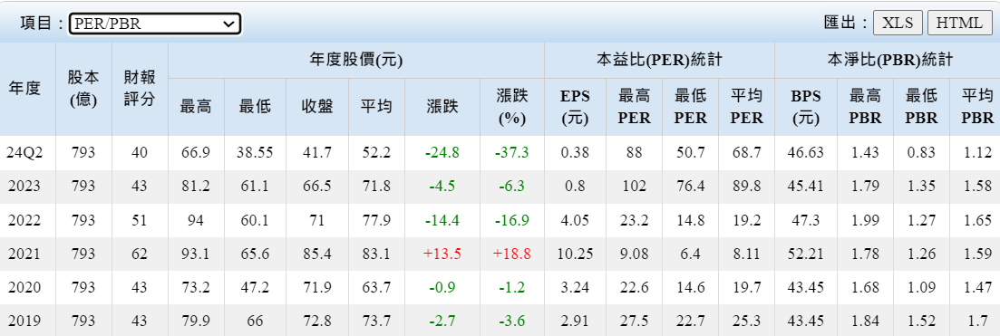 項目：PER/PBR 匯出：XLS HTML
年度 股本(億) 財報評分 年度股價(元) 本益比(PER)統計 本淨比(PBR)統計
最高 最低 收盤 平均 漲跌 漲跌(%) EPS(元) 最高PER 最低PER 平均PER BPS(元) 最高PBR 最低PBR 平均PBR
24Q2 793 40 66.9 38.55 41.7 52.2 -24.8 -37.3 0.38 88 50.7 68.7 46.63 1.43 0.83 1.12
2023 793 43 81.2 61.1 66.5 71.8 -4.5 -6.3 0.8 102 76.4 89.8 45.41 1.79 1.35 1.58
2022 793 51 94 60.1 71 77.9 -14.4 -16.9 4.05 23.2 14.8 19.2 47.3 1.99 1.27 1.65
2021 793 62 93.1 65.6 85.4 83.1 +13.5 +18.8 10.25 9.08 6.4 8.11 52.21 1.78 1.26 1.59
2020 793 43 73.2 47.2 71.9 63.7 -0.9 -1.2 3.24 22.6 14.6 19.7 43.45 1.68 1.09 1.47
2019 793 43 79.9 66 72.8 73.7 -2.7 -3.6 2.91 27.5 22.7 25.3 43.45 1.84 1.52 1.7